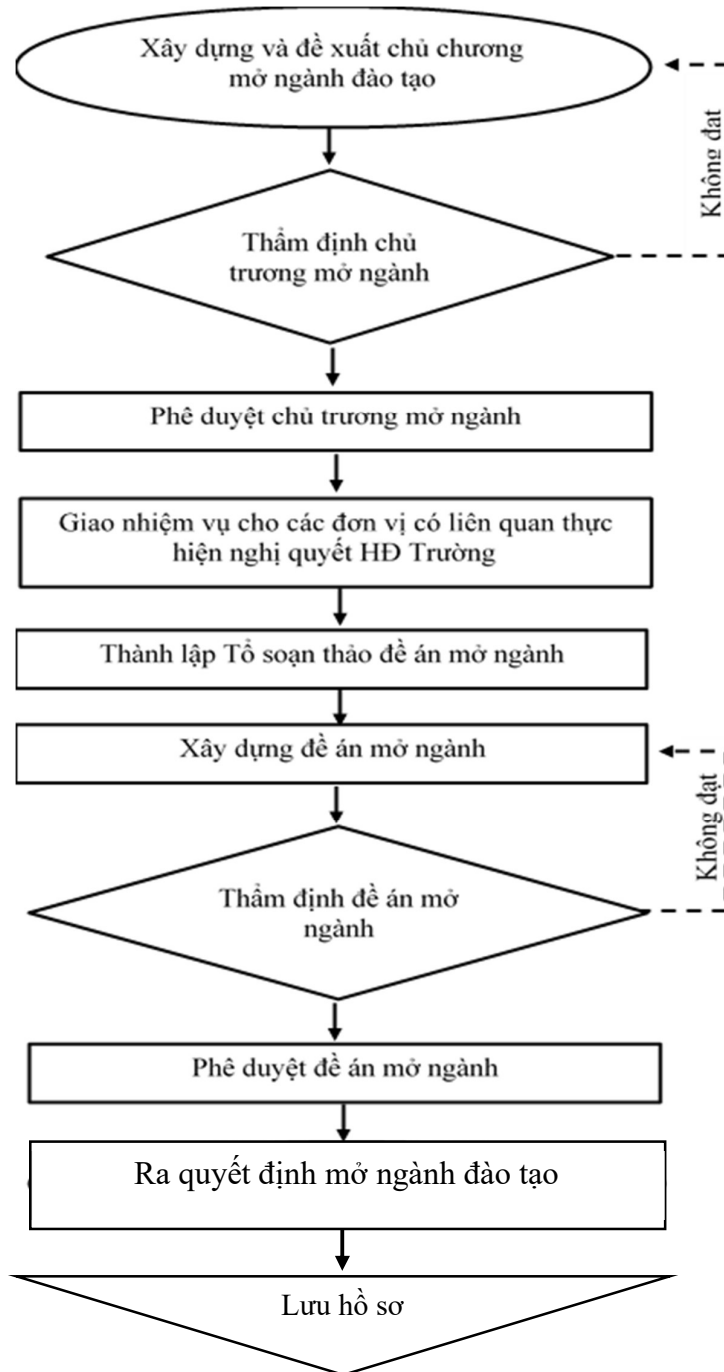 Xây dựng và đề xuất chủ chương
mở ngành đào tạo
Không đạt
Thẩm định chủ
trương mở ngành
Phê duyệt chủ trương mở ngành
Giao nhiệm vụ cho các đơn vị có liên quan thực
hiện nghị quyết HĐ Trường
Thành lập Tổ soạn thảo đề án mở ngành
Xây dựng đề án mở ngành
Không đạt
Thẩm định đề án mở
ngành
Phê duyệt đề án mở ngành
Ra quyết định mở ngành đào tạo
Lưu hồ sơ